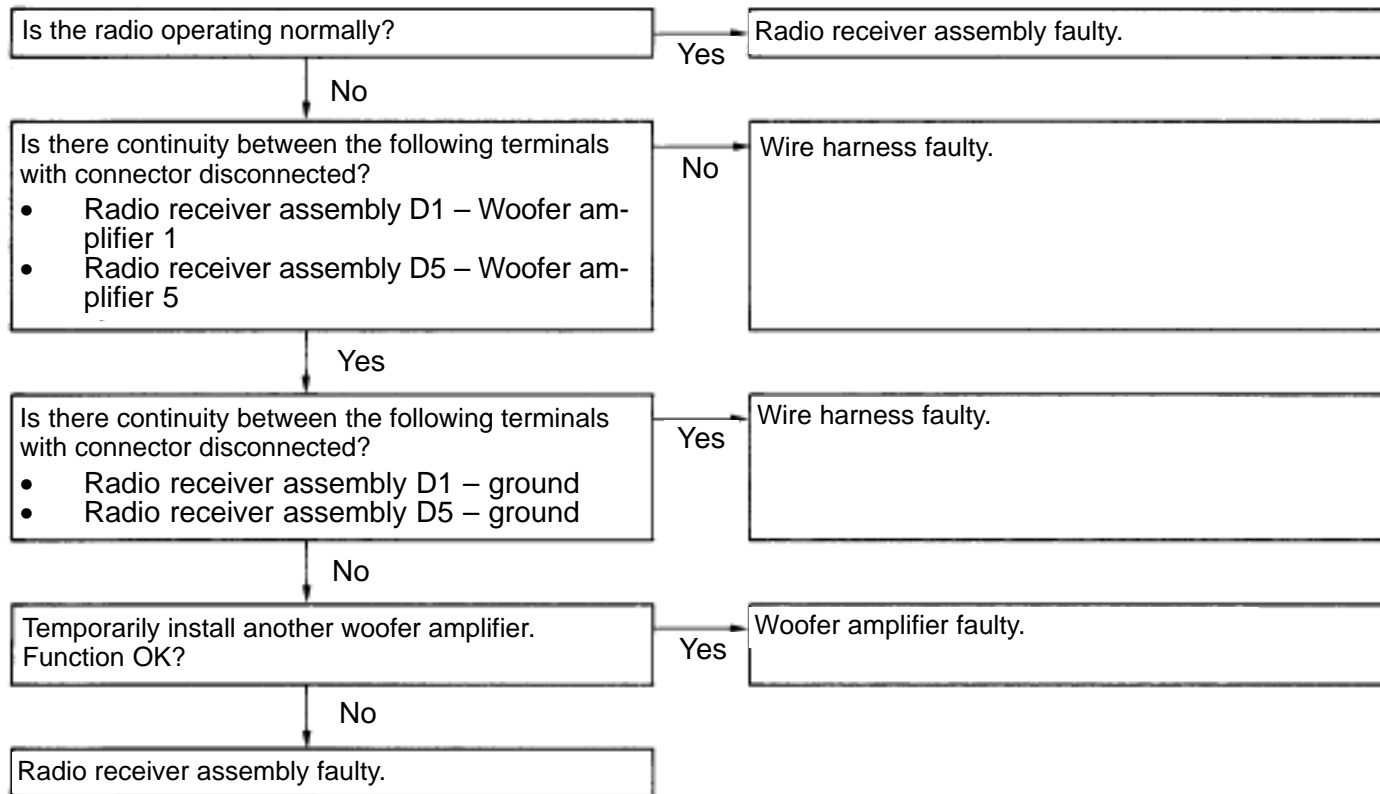 Is the radio operating normally?
Yes
Radio receiver assembly faulty.
No
Is there continuity between the following terminals
with connector disconnected?
• Radio receiver assembly D1 – Woofer am-
plifier 1
• Radio receiver assembly D5 – Woofer am-
plifier 5
No
Wire harness faulty.
Yes
Is there continuity between the following terminals
with connector disconnected?
• Radio receiver assembly D1 – ground
• Radio receiver assembly D5 – ground
Yes
Wire harness faulty.
No
Temporarily install another woofer amplifier.
Function OK?
Yes
Woofer amplifier faulty.
No
Radio receiver assembly faulty.